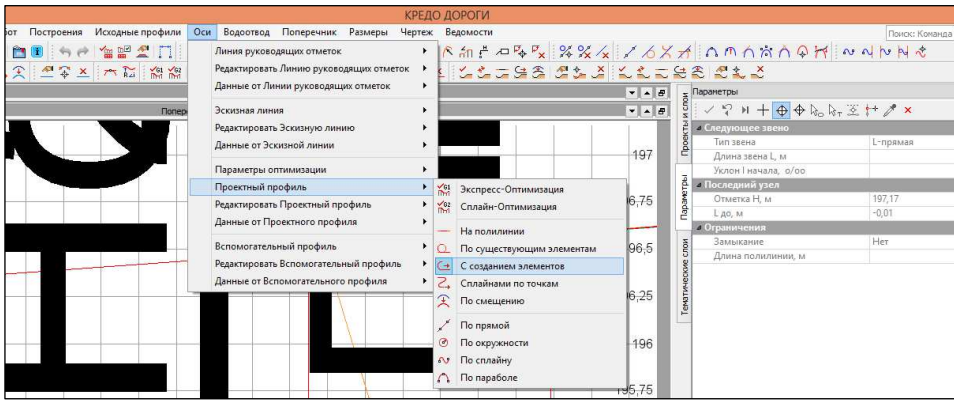 КРЕДО ДОРОГИ
от Построения Исходные профили Оси Водоотвод Поперечник Размеры Чертеж Ведомости
Поиск: Команда
Линия руководящих отметок
Редактировать Линию руководящих отметок
Данные от Линии руководящих отметок
Эскизная линия
Редактировать Эскизную линию
Данные от Эскизной линии
Параметры оптимизации
Проектный профиль
Редактировать Проектный профиль
Данные от Проектного профиля
Вспомогательный профиль
Редактировать Вспомогательный профиль
Данные от Вспомогательного профиля
Попер
Экспресс-Оптимизация
Сплайн-Оптимизация
На полилинии
По существующим элементам
С созданием элементов
Сплайнами по точкам
По смещению
По прямой
По окружности
По сплайну
По параболе
197
6,75
96,5
6,25
196
195,75
Проекты и слои
Параметры
Тематические слои
Параметры
Следующее звено
Тип звена L-прямая
Длина звена L, м
Уклон I начала, о/оо
Последний узел
Отметка Н, м 197,17
L до, м -0,01
Ограничения
Замыкание Нет
Длина полилинии, м